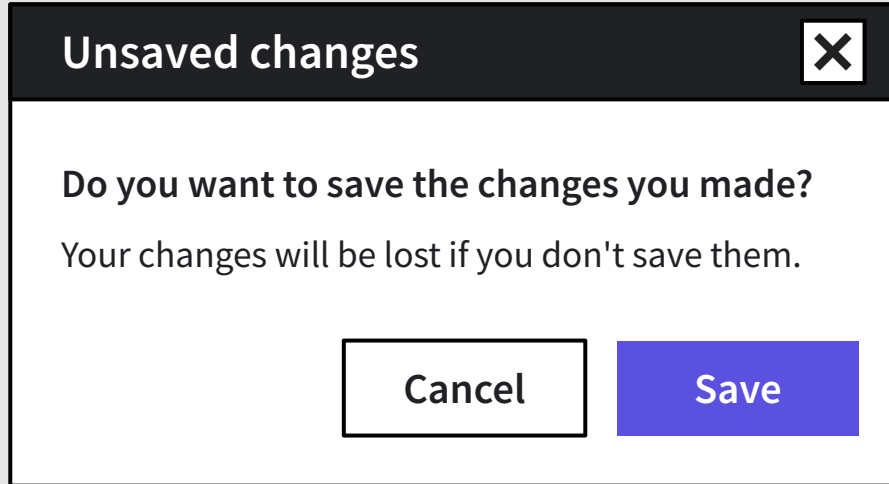 Unsaved changes
Do you want to save the changes you made?
Your changes will be lost if you don't save them.
Cancel
Save